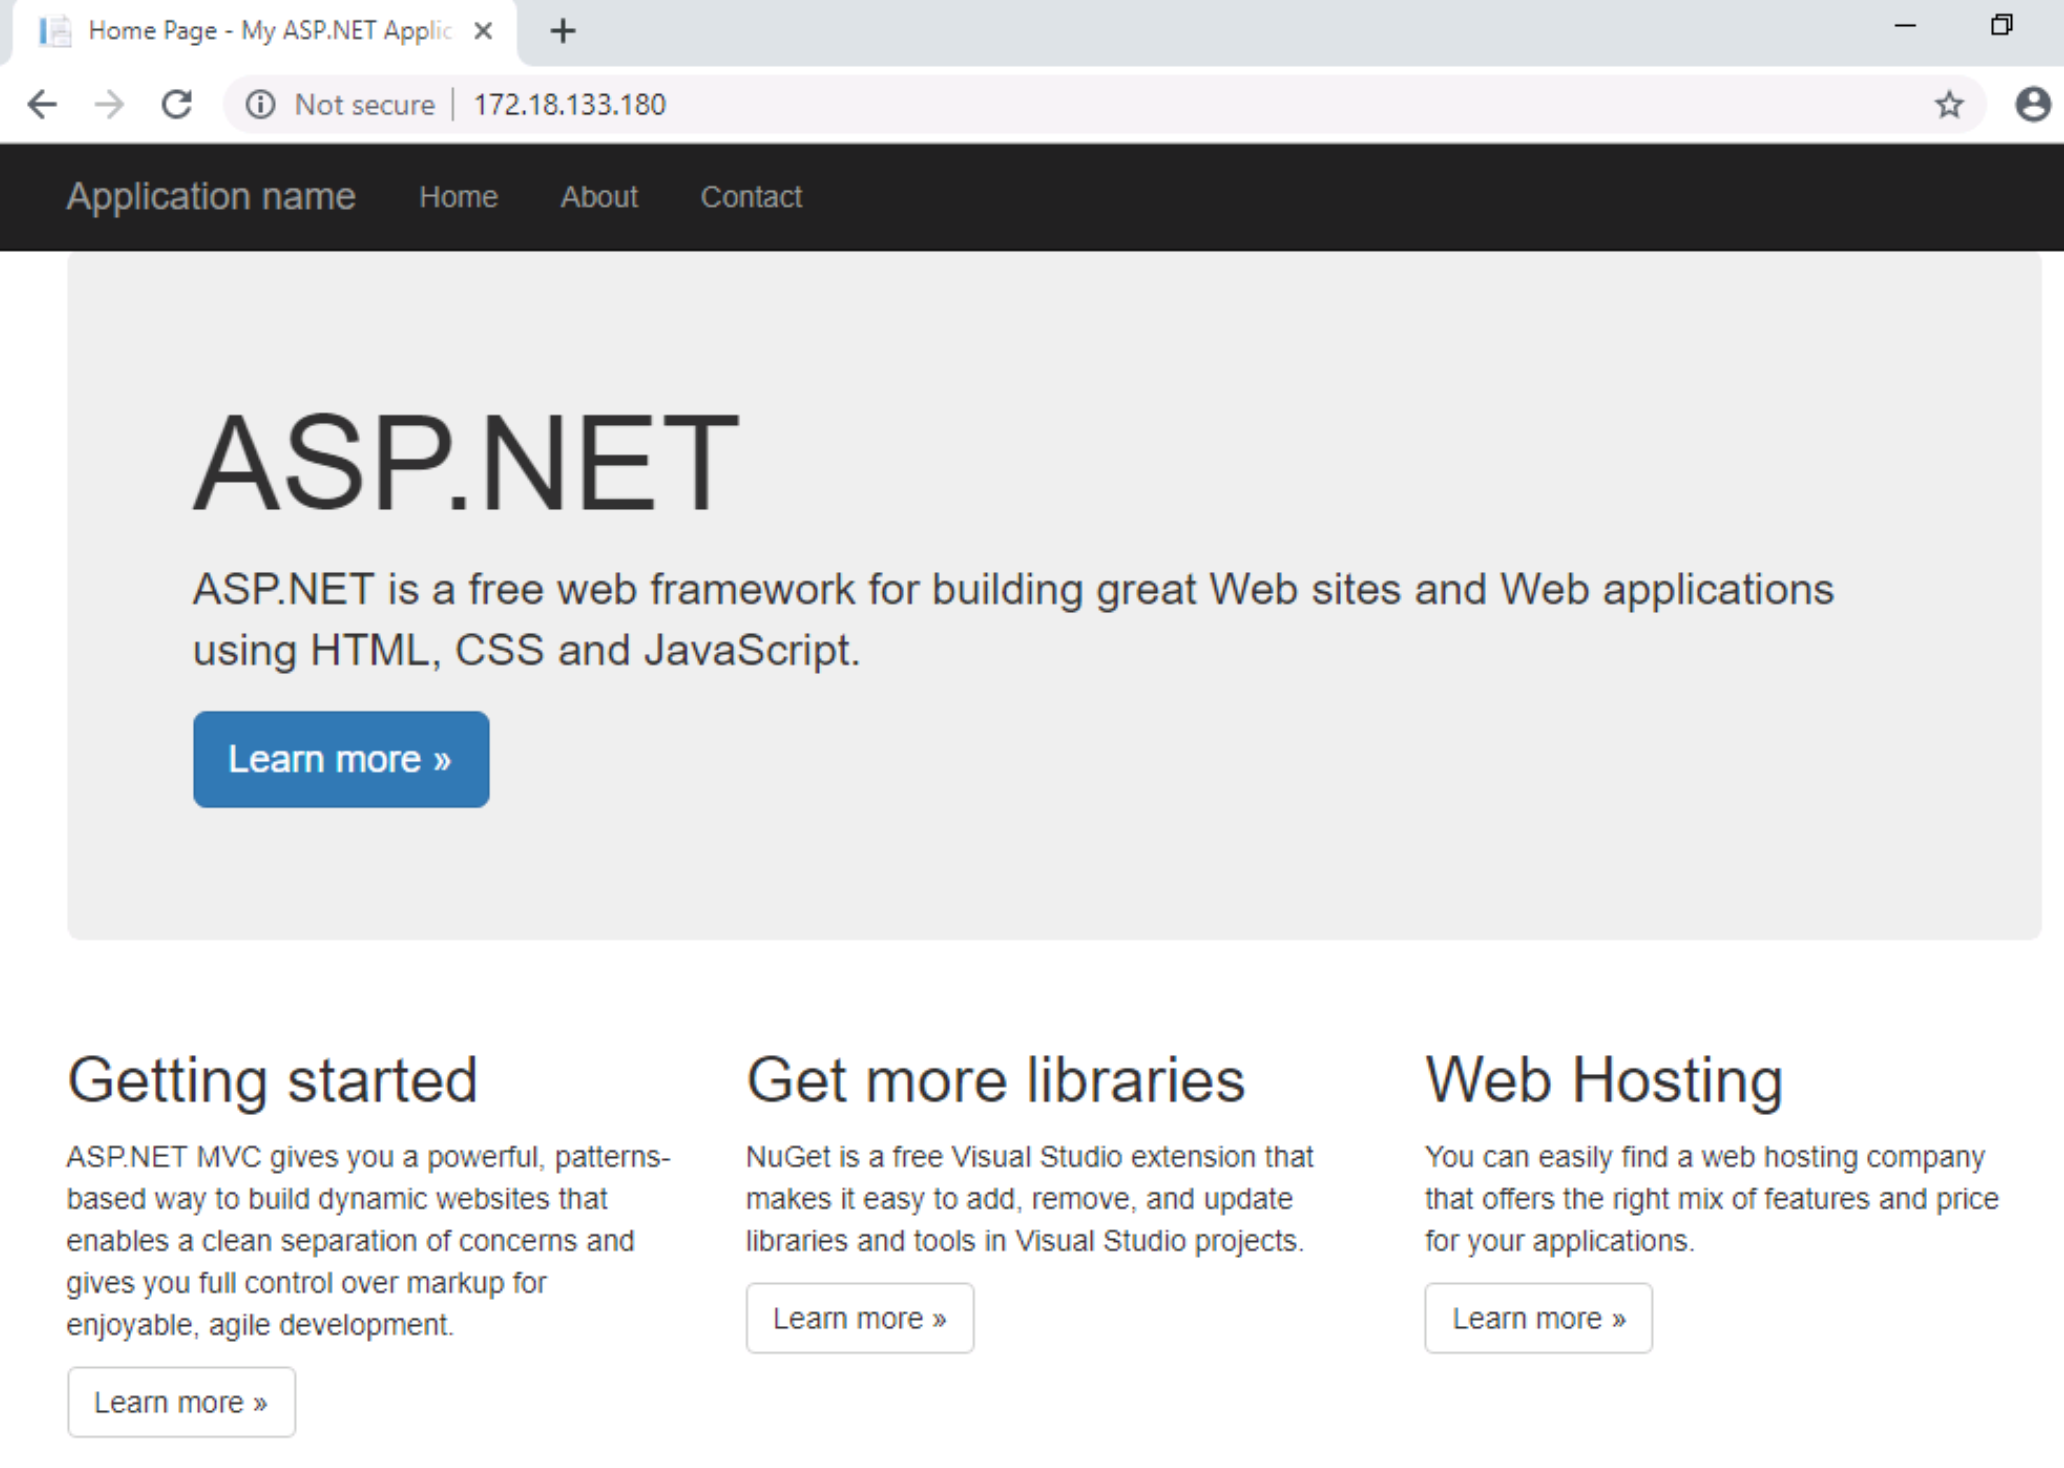 Home Page - My ASP.NET Applic
Not secure 172.18.133.180
Application name Home About Contact
ASP.NET
ASP.NET is a free web framework for building great Web sites and Web applications
using HTML, CSS and JavaScript.
Learn more »
Getting started
ASP.NET MVC gives you a powerful, patterns-
based way to build dynamic websites that
enables a clean separation of concerns and
gives you full control over markup for
enjoyable, agile development.
Learn more »
Get more libraries
NuGet is a free Visual Studio extension that
makes it easy to add, remove, and update
libraries and tools in Visual Studio projects.
Learn more »
Web Hosting
You can easily find a web hosting company
that offers the right mix of features and price
for your applications.
Learn more »